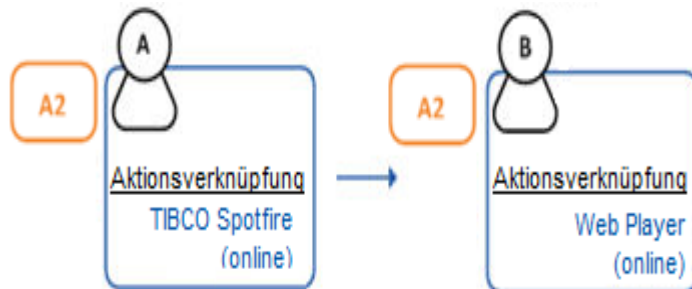 A
A2
Aktionsverknüpfung
TIBCO Spotfire
(online)
B
A2
Aktionsverknüpfung
Web Player
(online)